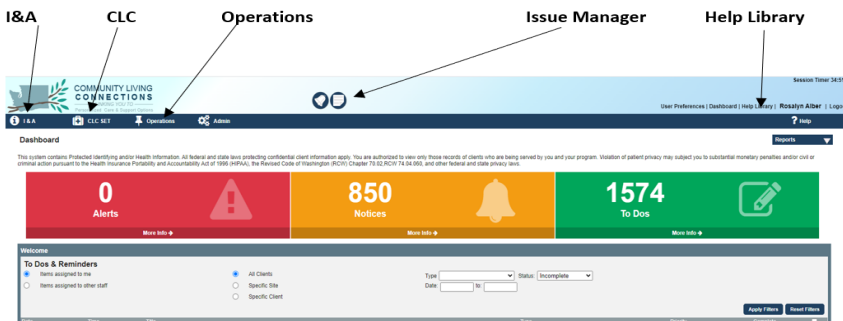 I&A CLC Operations Issue Manager Help Library
Session Timer 34:5
COMMUNITY LIVING
CONNECTIONS
User Preferences | Dashboard | Help Library | Rosalyn Alber | Logo
I & A CLC SET Operations Admin ? Help
Dashboard Reports
This system contains Protected Identifying and/or Health Information. All federal and state laws protecting confidential client information apply. You are authorized to view only those records of clients who are being served by you and your program. Violation of patient privacy may subject you to substantial monetary penalties and/or civil or
criminal action pursuant to the Health Insurance Portability and Accountability Act of 1996 (HIPAA), the Revised Code of Washington (RCW) Chapter 70.02,RCW 74.04.060, and other federal and state privacy laws.
0 850 1574
Alerts Notices To Dos
More Info More Info More Info
Welcome
To Dos & Reminders
Items assigned to me All Clients Type Status: Incomplete
Items assigned to other staff Specific Site Date: to:
Specific Client
Apply Filters Reset Filters